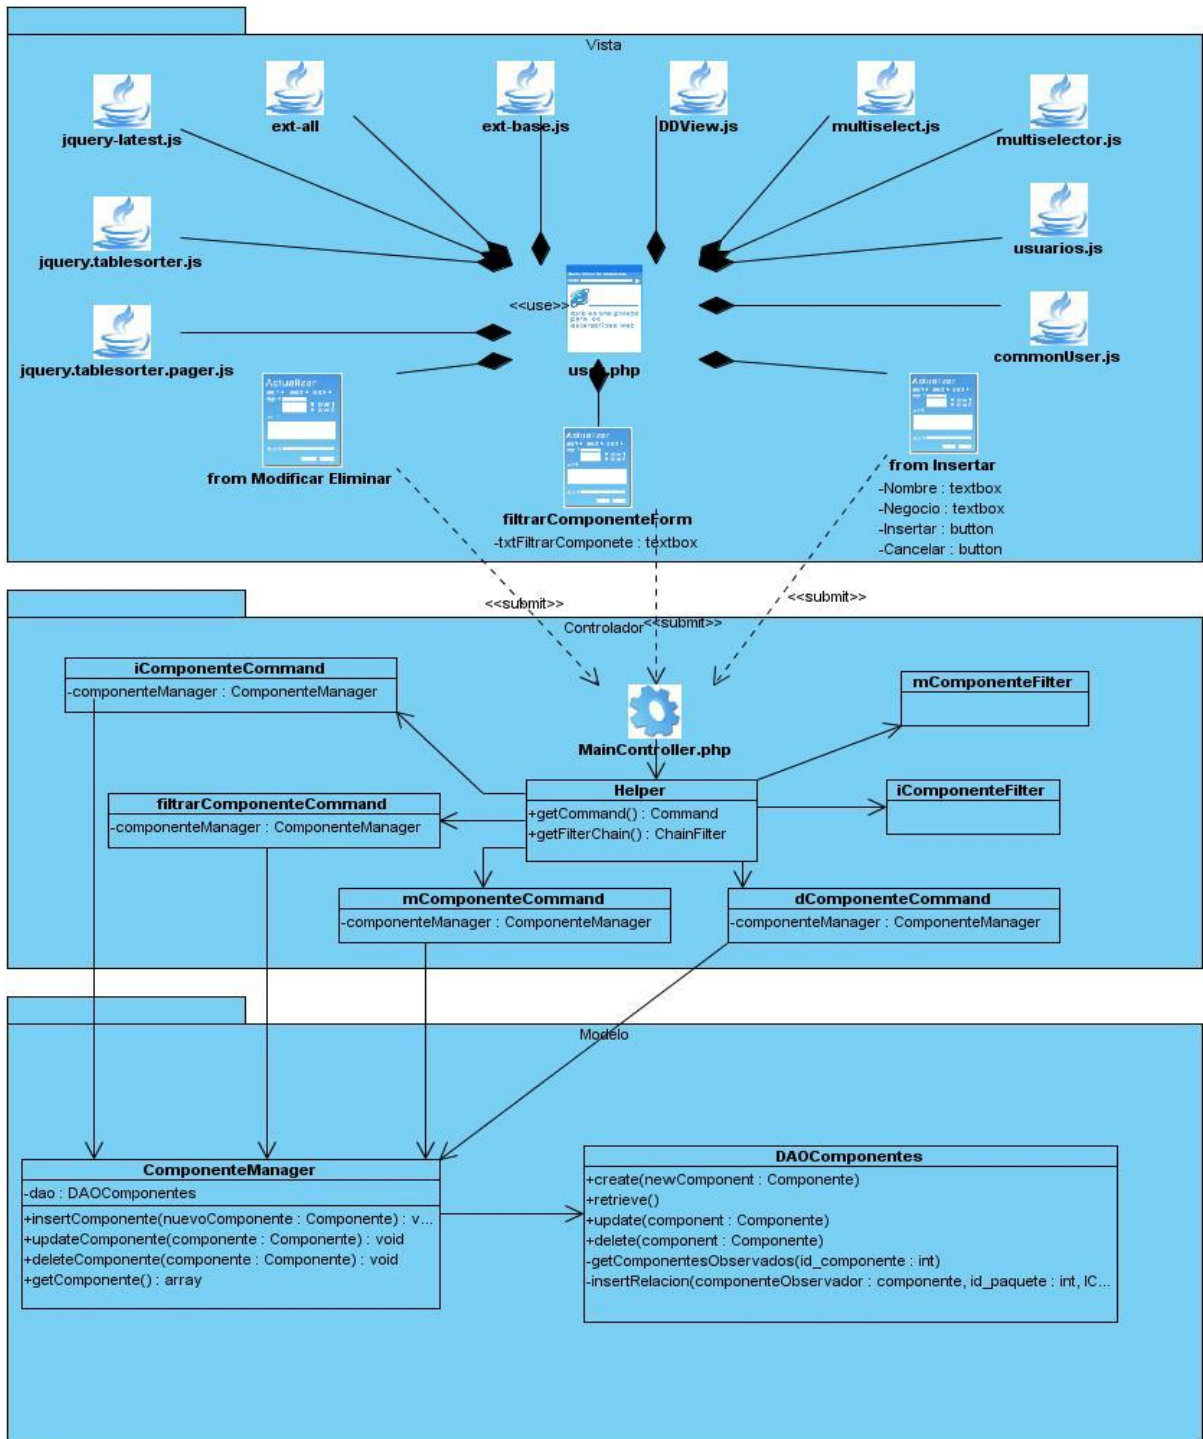 Vista
jquery-latest.js
ext-all
ext-base.js
DDView.js
multiselect.js
multiselector.js
jquery.tablesorter.js
usuarios.js
<<use>>
jquery.tablesorter.pager.js
commonUser.js
Actualizar
from Modificar Eliminar
Actualizar
filtrarComponenteForm
-txtFiltrarComponete : textbox
Actualizar
from Insertar
-Nombre : textbox
-Negocio : textbox
-Insertar : button
-Cancelar : button
<<submit>>
<<submit>>
<<submit>>
Controlador
iComponenteCommand
-componenteManager : ComponenteManager
mComponenteFilter
MainController.php
Helper
+getCommand() : Command
+getFilterChain() : ChainFilter
filtrarComponenteCommand
-componenteManager : ComponenteManager
iComponenteFilter
mComponenteCommand
-componenteManager : ComponenteManager
dComponenteCommand
-componenteManager : ComponenteManager
Modelo
ComponenteManager
-dao : DAOComponentes
+insertComponente(nuevoComponente : Componente) : v...
+updateComponente(componente : Componente) : void
+deleteComponente(componente : Componente) : void
+getComponente() : array
DAOComponentes
+create(newComponent : Componente)
+retrieve()
+update(component : Componente)
+delete(component : Componente)
-getComponentesObservados(id_componente : int)
-insertRelacion(componenteObservador : componente, id_paquete : int, IC...